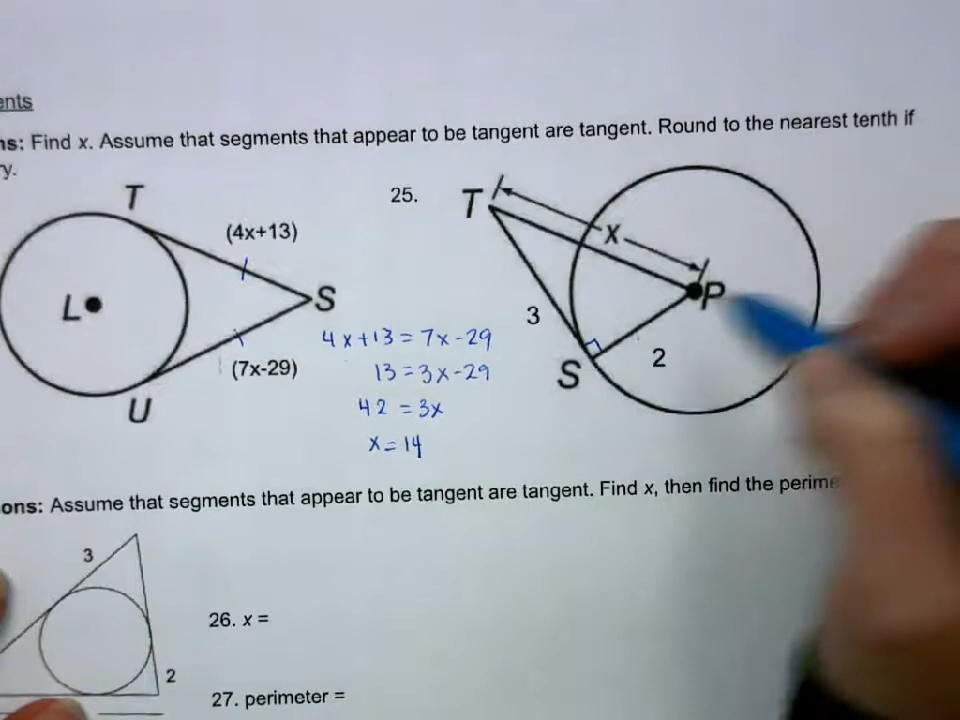 ents
ns: Find x. Assume that segments that appear to be tangent are tangent. Round to the nearest tenth if
y.
T
(4x+13)
L
S
(7x-29)
U
4x+13=7x-29
13=3x-29
42=3x
x=14
25.
T
X
P
3
2
S
ons: Assume that segments that appear to be tangent are tangent. Find x, then find the perime
3
2
26. x =
27. perimeter =